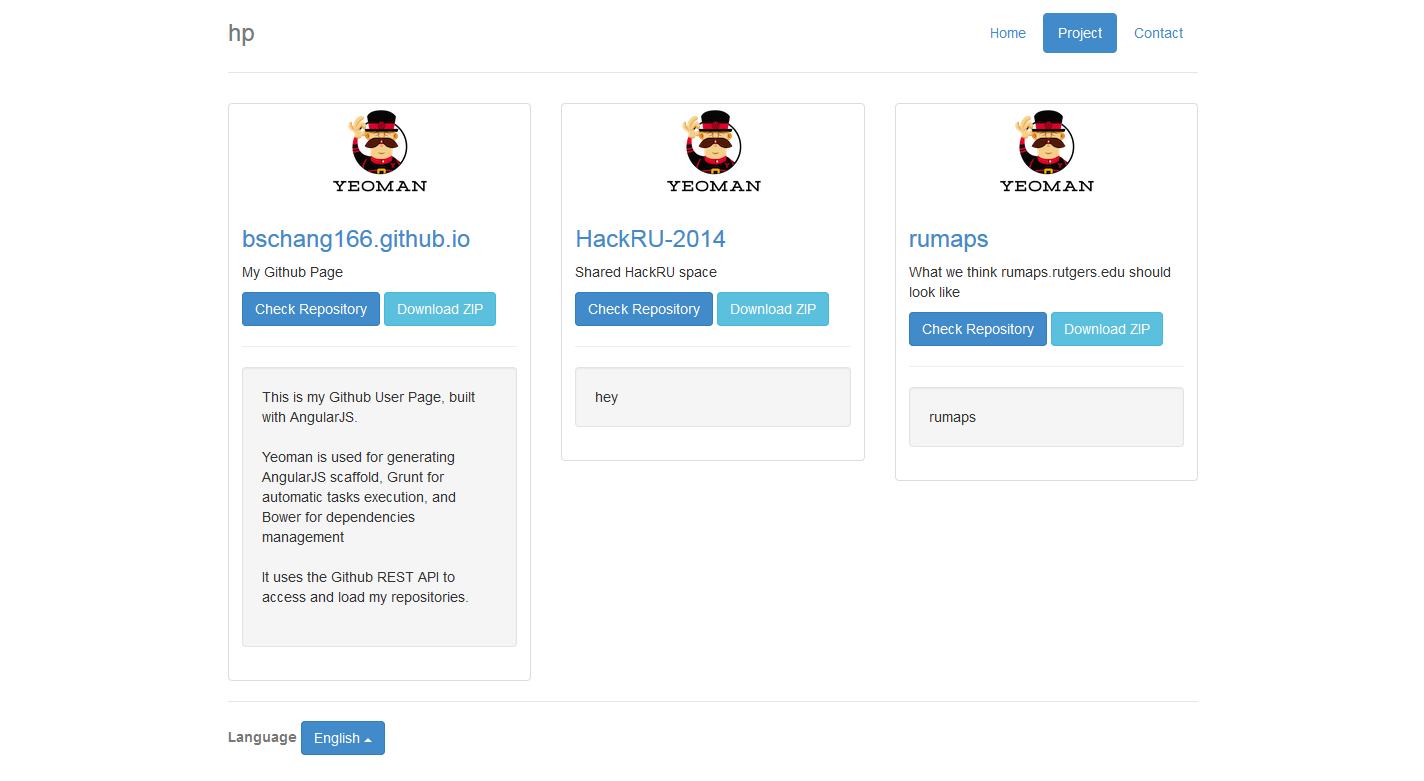 hp
Home
Project
Contact
YEOMAN
bschang166.github.io
My Github Page
Check Repository
Download ZIP
This is my Github User Page, built
with AngularJS.
Yeoman is used for generating
AngularJS scaffold, Grunt for
automatic tasks execution, and
Bower for dependencies
management
It uses the Github REST API to
access and load my repositories.
YEOMAN
HackRU-2014
Shared HackRU space
Check Repository
Download ZIP
hey
YEOMAN
rumaps
What we think rumaps.rutgers.edu should
look like
Check Repository
Download ZIP
rumaps
Language
English